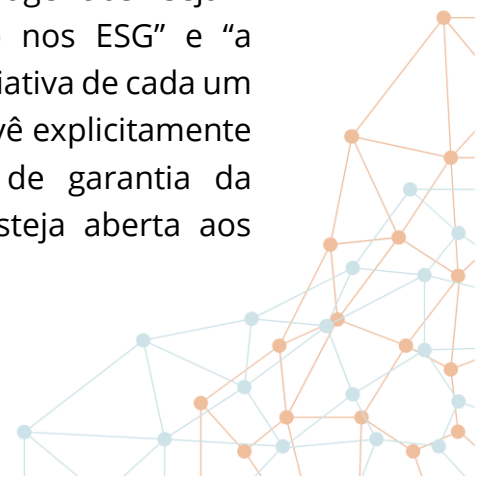 nos ESG” e “a
iativa de cada um
vê explicitamente
de garantia da
steja aberta aos